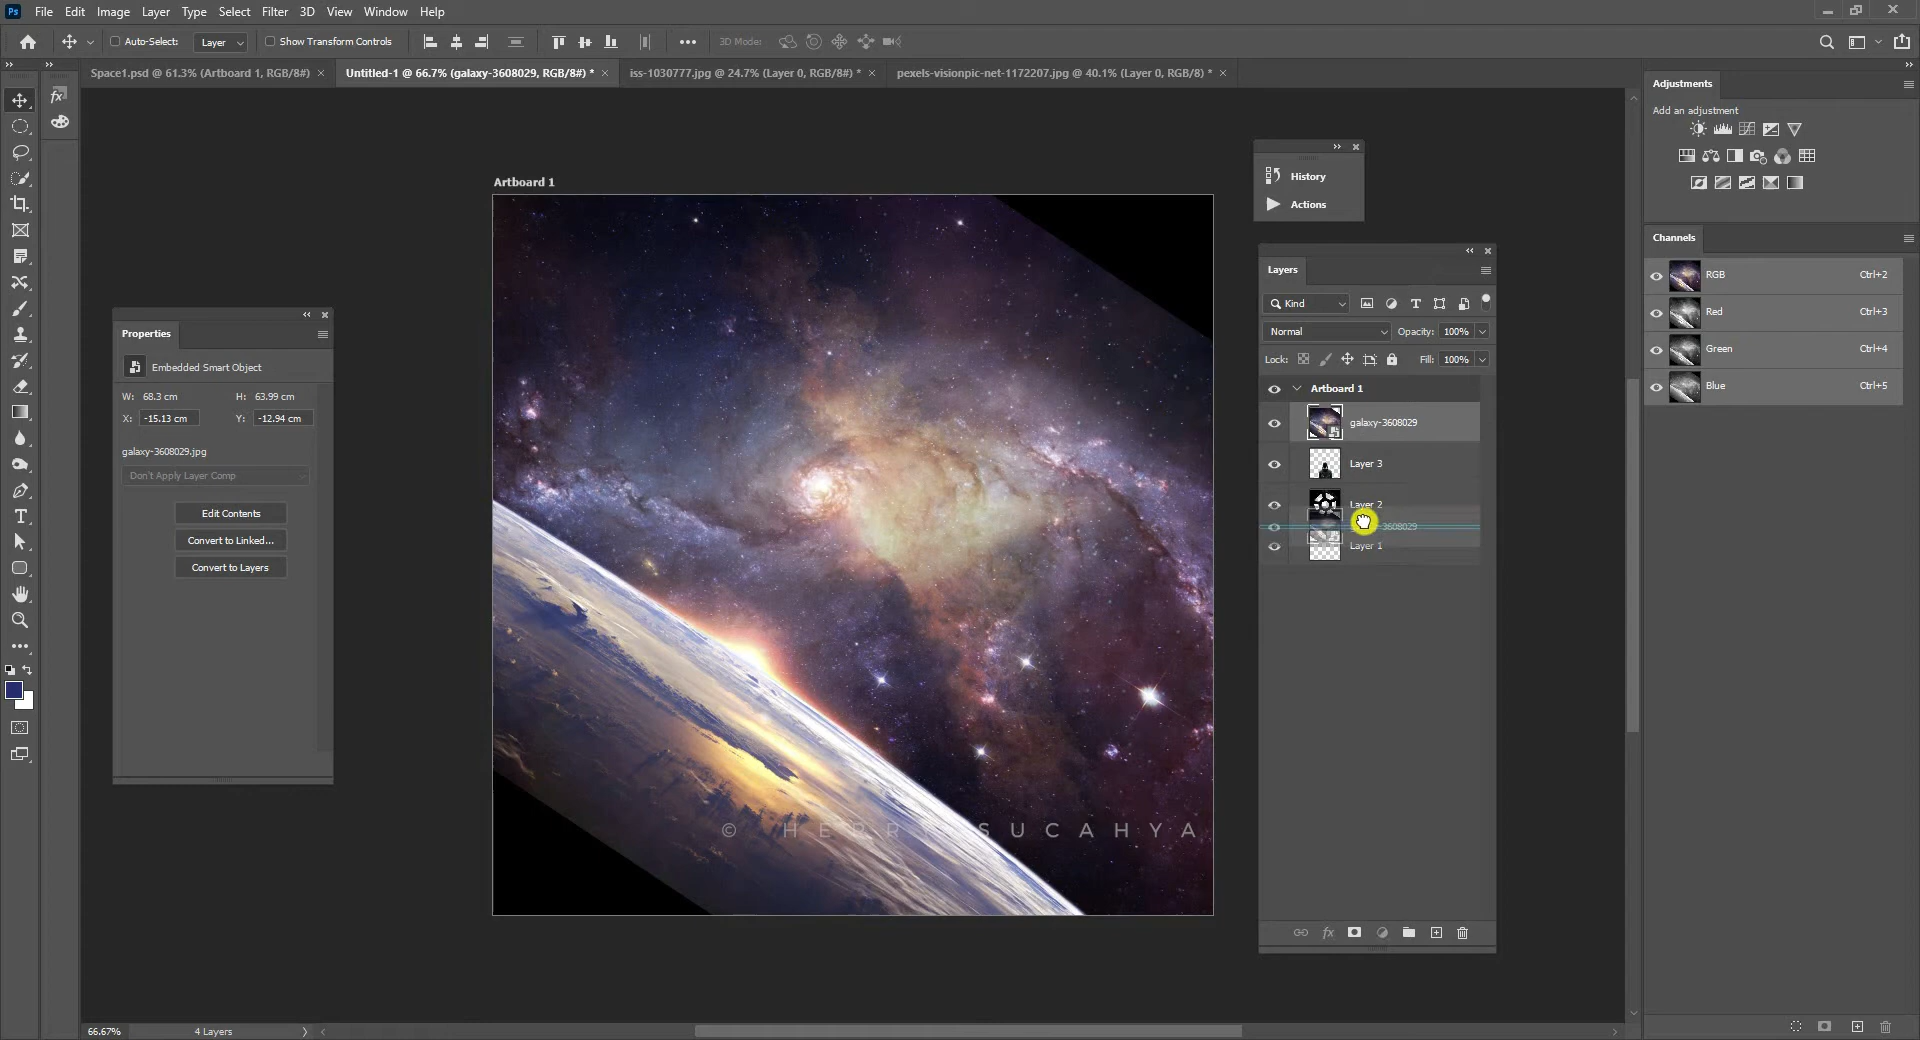 Ps File Edit Image Layer Type Select Filter 3D View Window Help
Auto-Select: Layer Show Transform Controls 3D Mode:
Space1.psd @ 61.3% (Artboard 1, RGB/8#) Untitled-1 @ 66.7% (galaxy-3608029, RGB/8#) * iss-1030777.jpg @ 24.7% (Layer 0, RGB/8#) * pexels-visionpic-net-1172207.jpg @ 40.1% (Layer 0, RGB/8) *
Properties
Embedded Smart Object
W: 68.3 cm H: 63.99 cm
X: -15.13 cm Y: -12.94 cm
galaxy-3608029.jpg
Don't Apply Layer Comp
Edit Contents
Convert to Linked...
Convert to Layers
Artboard 1
© HERRY SUCAHYA
History
Actions
Layers
Kind
Normal Opacity: 100%
Lock: Fill: 100%
Artboard 1
galaxy-3608029
Layer 3
Layer 2
3608029
Layer 1
fx
Adjustments
Add an adjustment
Channels
RGB Ctrl+2
Red Ctrl+3
Green Ctrl+4
Blue Ctrl+5
66.67% 4 Layers